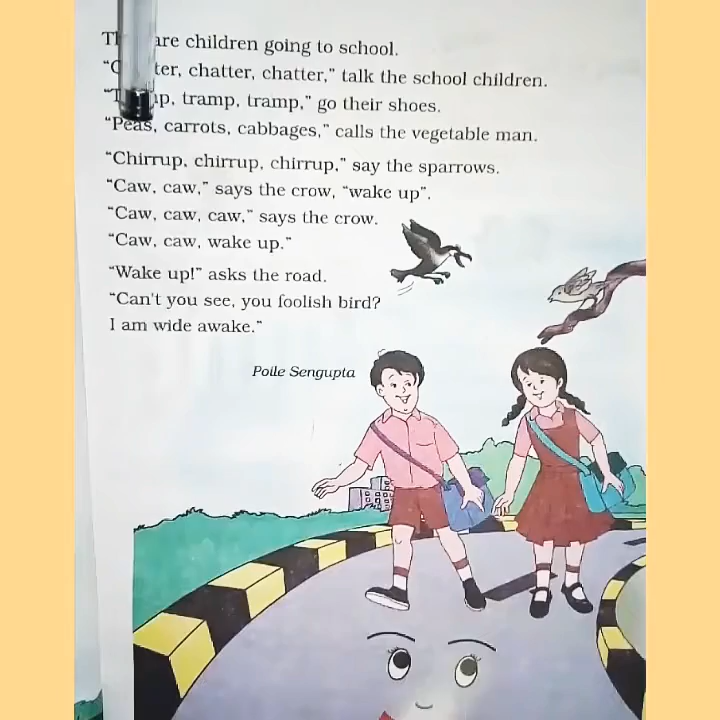 are children going to school.
chatter, chatter," talk the school children.
tramp, tramp," go their shoes.
"Peas, carrots, cabbages," calls the vegetable man.
"Chirrup, chirrup, chirrup," say the sparrows.
"Caw, caw," says the crow, "wake up".
"Caw, caw, caw," says the crow.
"Caw, caw, wake up."
"Wake up!" asks the road.
"Can't you see, you foolish bird?
I am wide awake."
Poile Sengupta